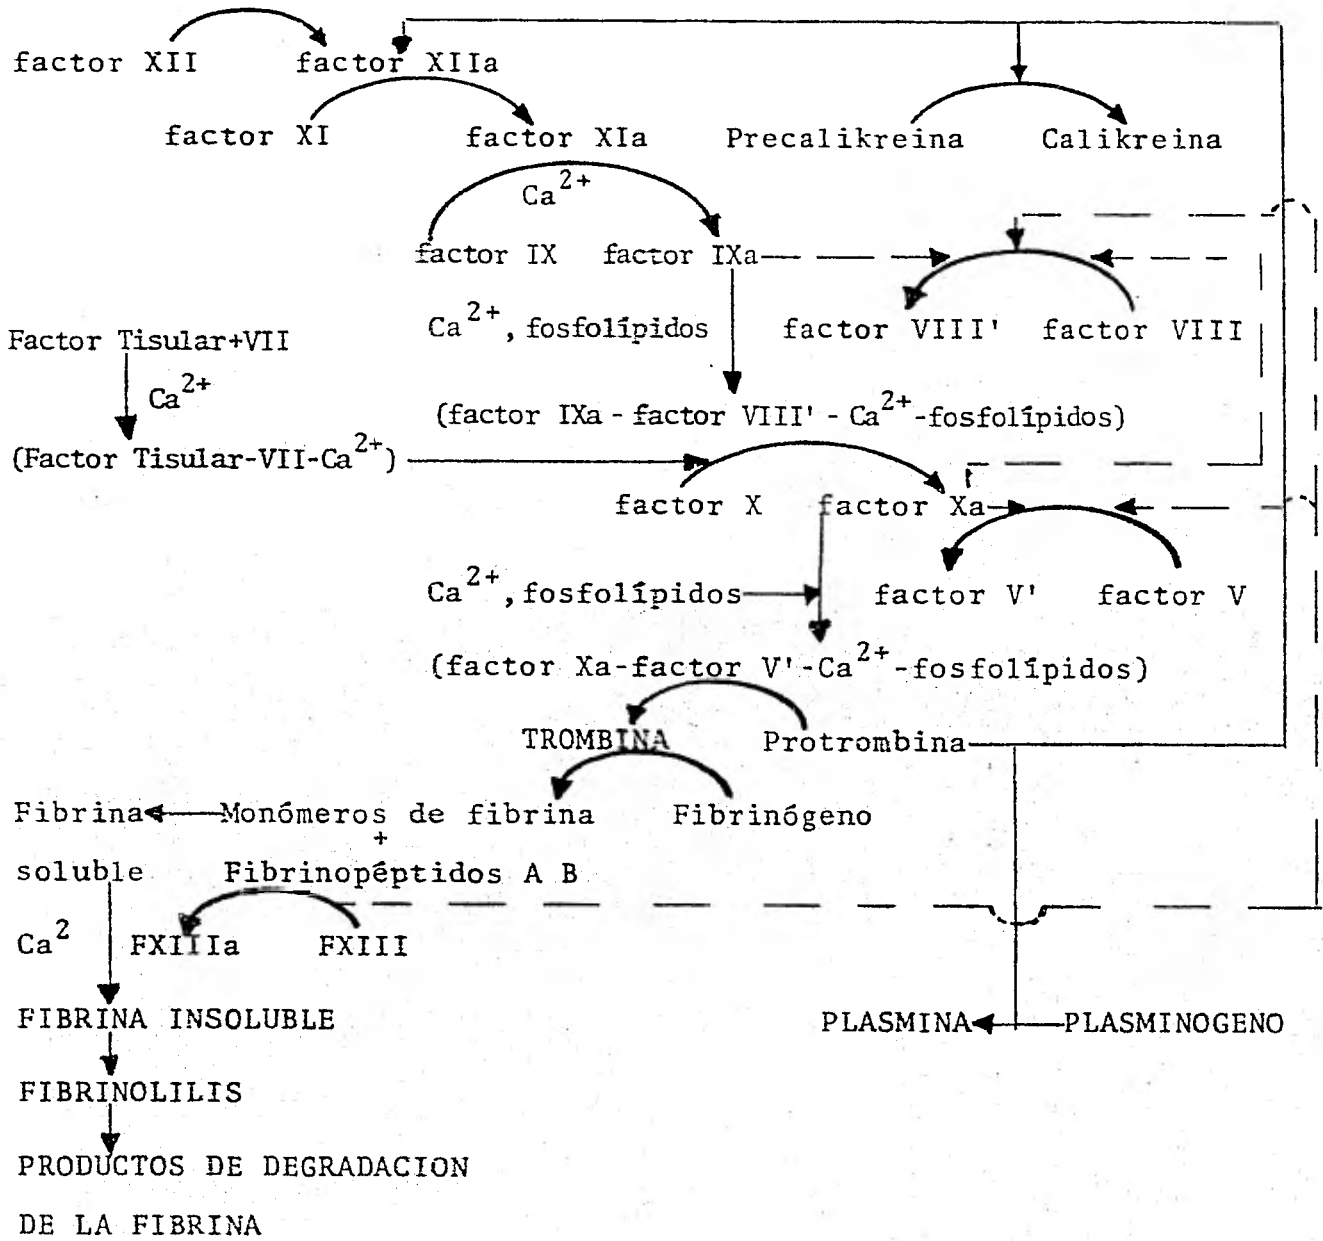 factor XII factor XIIa
factor XI factor XIa Precalikreina Calikreina
Ca²⁺
factor IX factor IXa
Ca²⁺, fosfolípidos factor VIII' factor VIII
Factor Tisular+VII
Ca²⁺
(factor IXa - factor VIII' - Ca²⁺-fosfolípidos)
(Factor Tisular-VII-Ca²⁺)
factor X factor Xa
Ca²⁺, fosfolípidos factor V' factor V
(factor Xa-factor V'-Ca²⁺-fosfolípidos)
TROMBINA Protrombina
Fibrina Monómeros de fibrina Fibrinógeno
+
soluble Fibrinopéptidos A B
Ca² FXIIIa FXIII
FIBRINA INSOLUBLE PLASMINA PLASMINOGENO
FIBRINOLILIS
PRODUCTOS DE DEGRADACION
DE LA FIBRINA